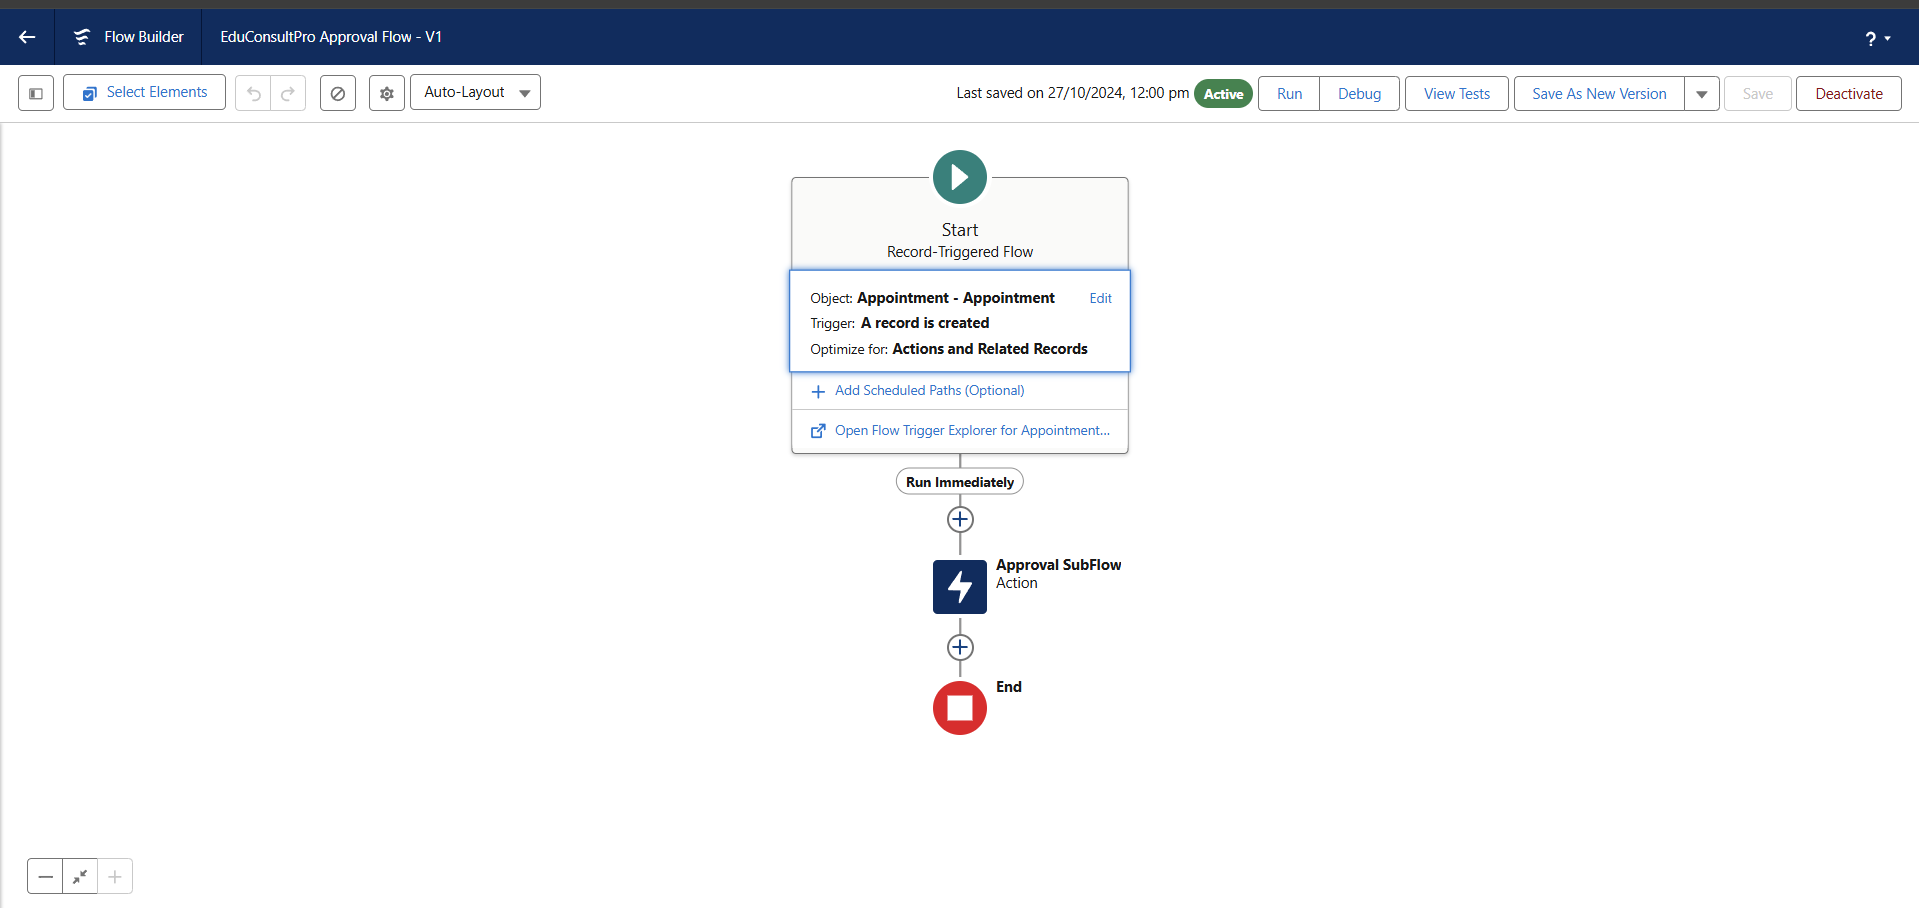 Flow Builder
EduConsultPro Approval Flow - V1
?
Select Elements
Auto-Layout
Last saved on 27/10/2024, 12:00 pm
Active
Run
Debug
View Tests
Save As New Version
Save
Deactivate
Start
Record-Triggered Flow
Object: Appointment - Appointment
Edit
Trigger: A record is created
Optimize for: Actions and Related Records
Add Scheduled Paths (Optional)
Open Flow Trigger Explorer for Appointment...
Run Immediately
Approval SubFlow
Action
End